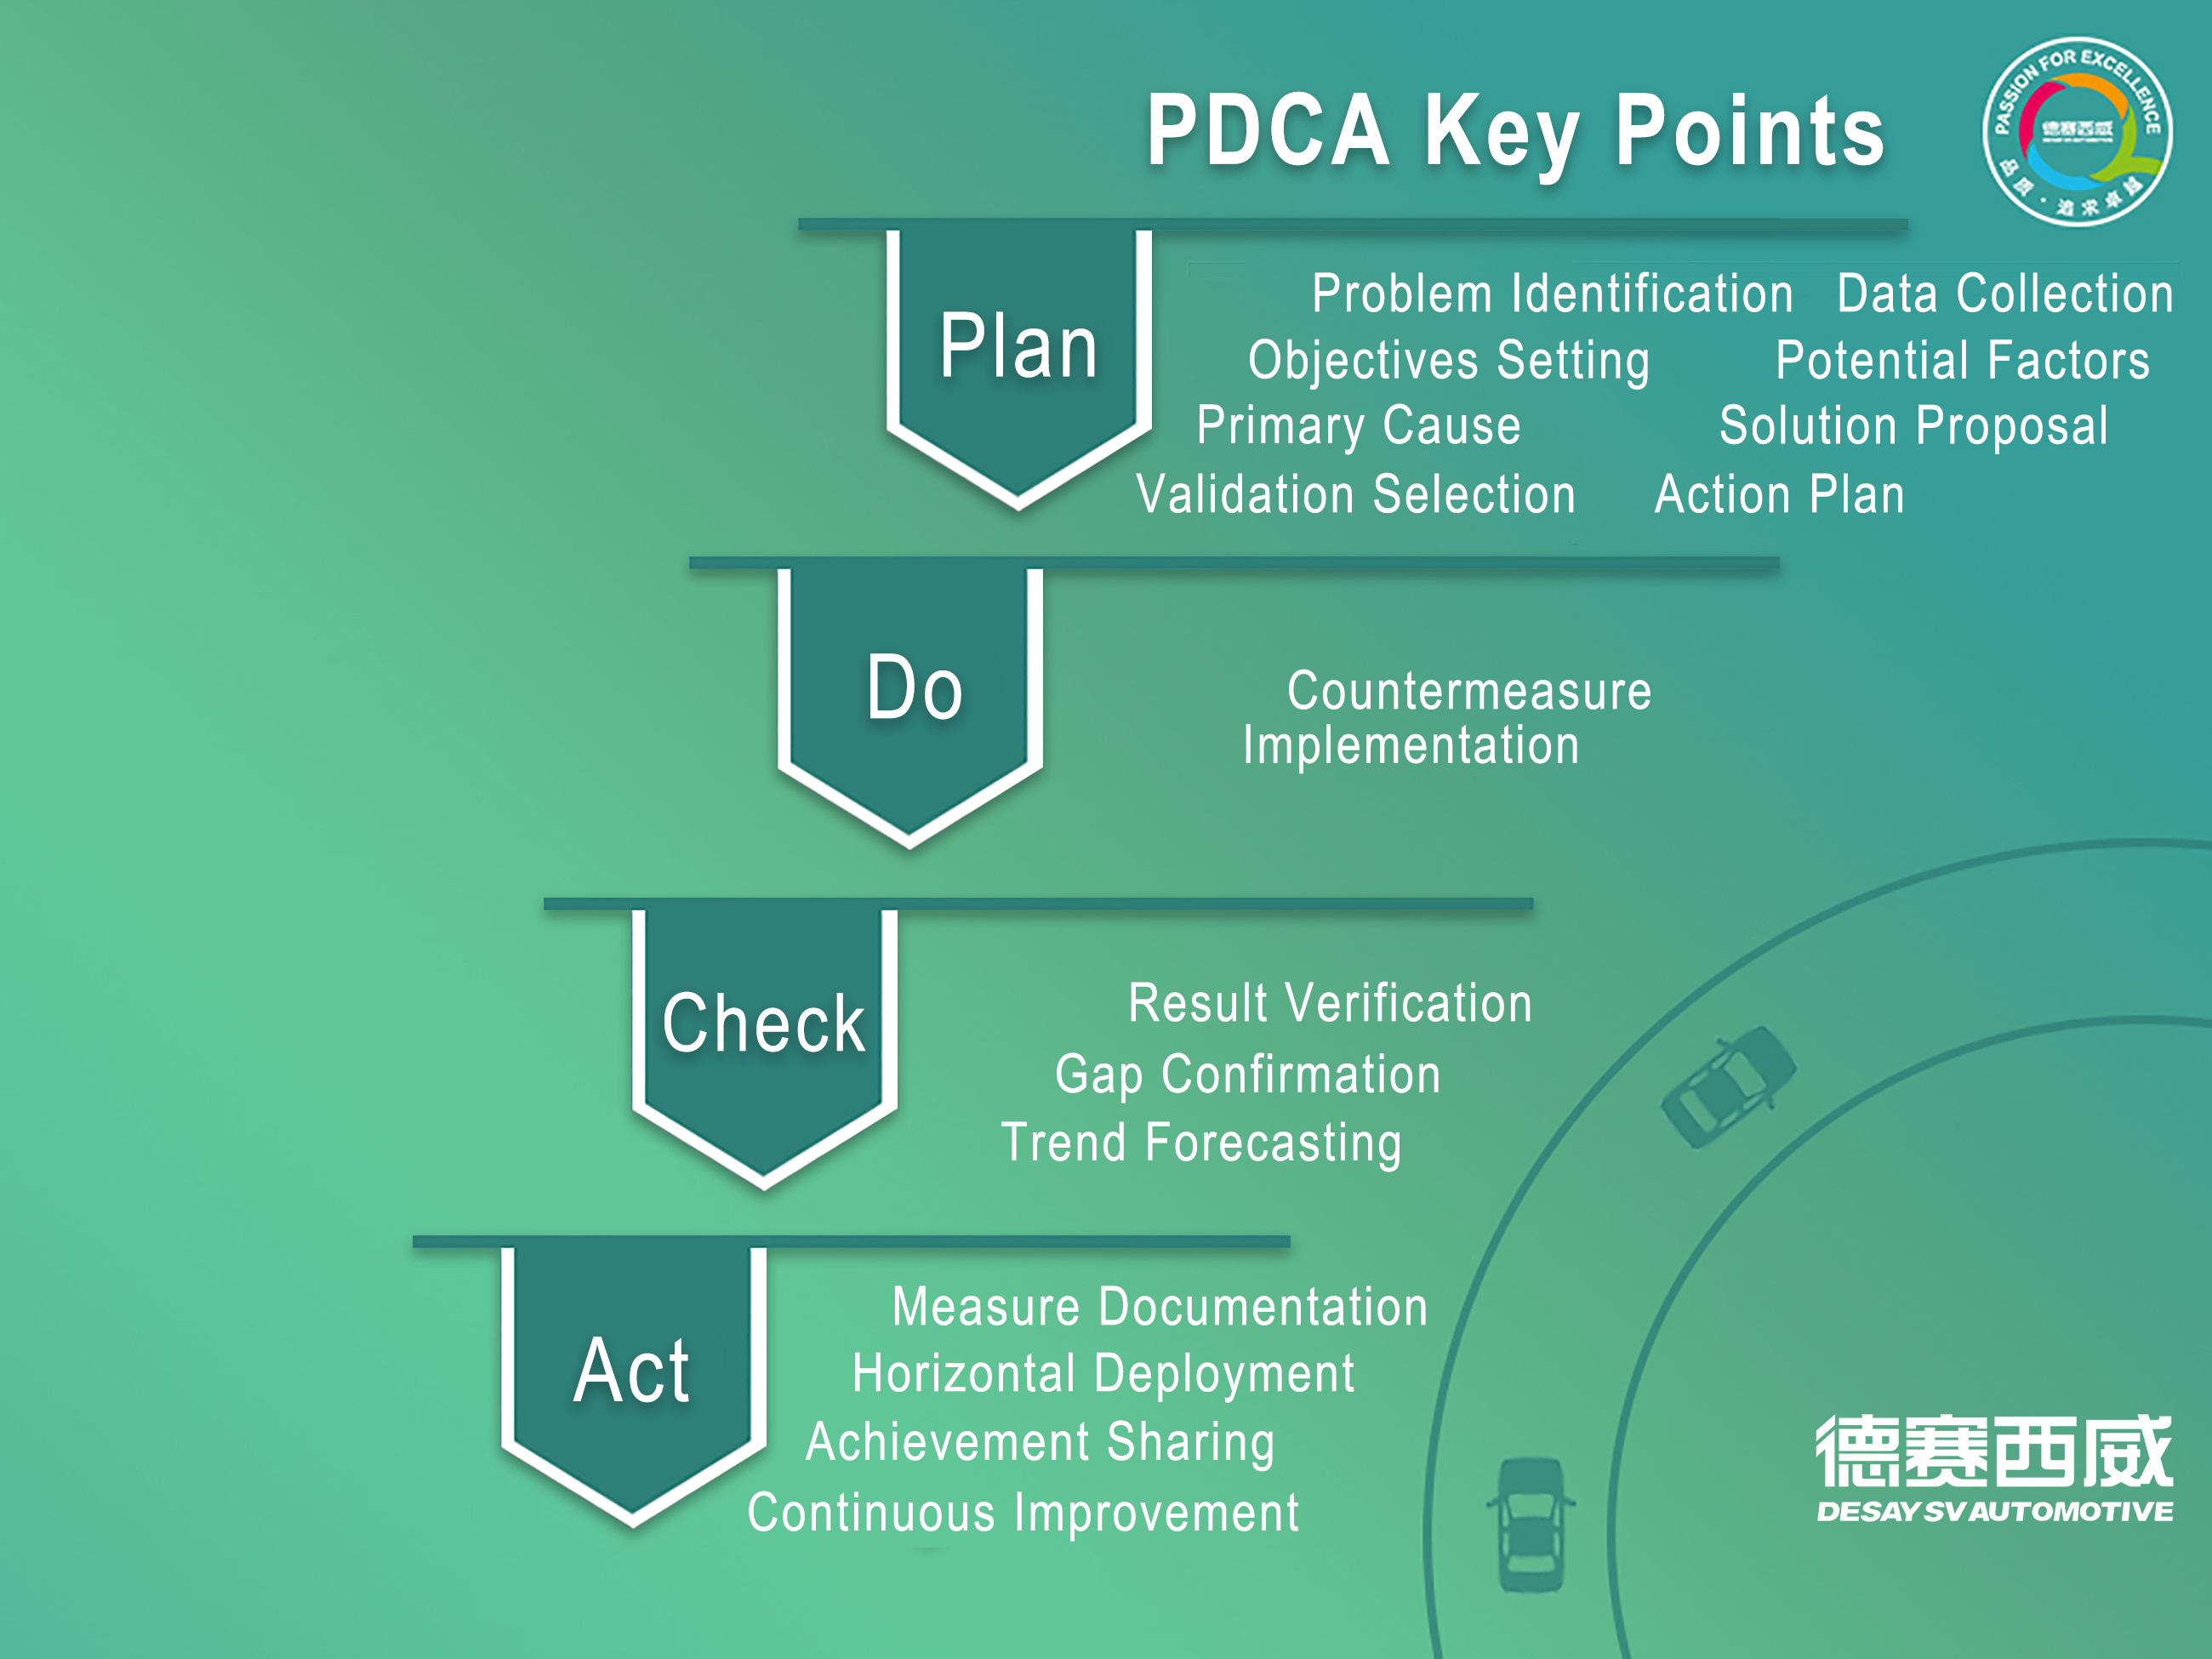 PDCA Key Points
PASSION FOR EXCELLENCE
德赛西威
品质·追求卓越
Plan
Problem Identification Data Collection
Objectives Setting Potential Factors
Primary Cause Solution Proposal
Validation Selection Action Plan
Do
Countermeasure
Implementation
Check
Result Verification
Gap Confirmation
Trend Forecasting
Act
Measure Documentation
Horizontal Deployment
Achievement Sharing
Continuous Improvement
德赛西威
DESAY SV AUTOMOTIVE